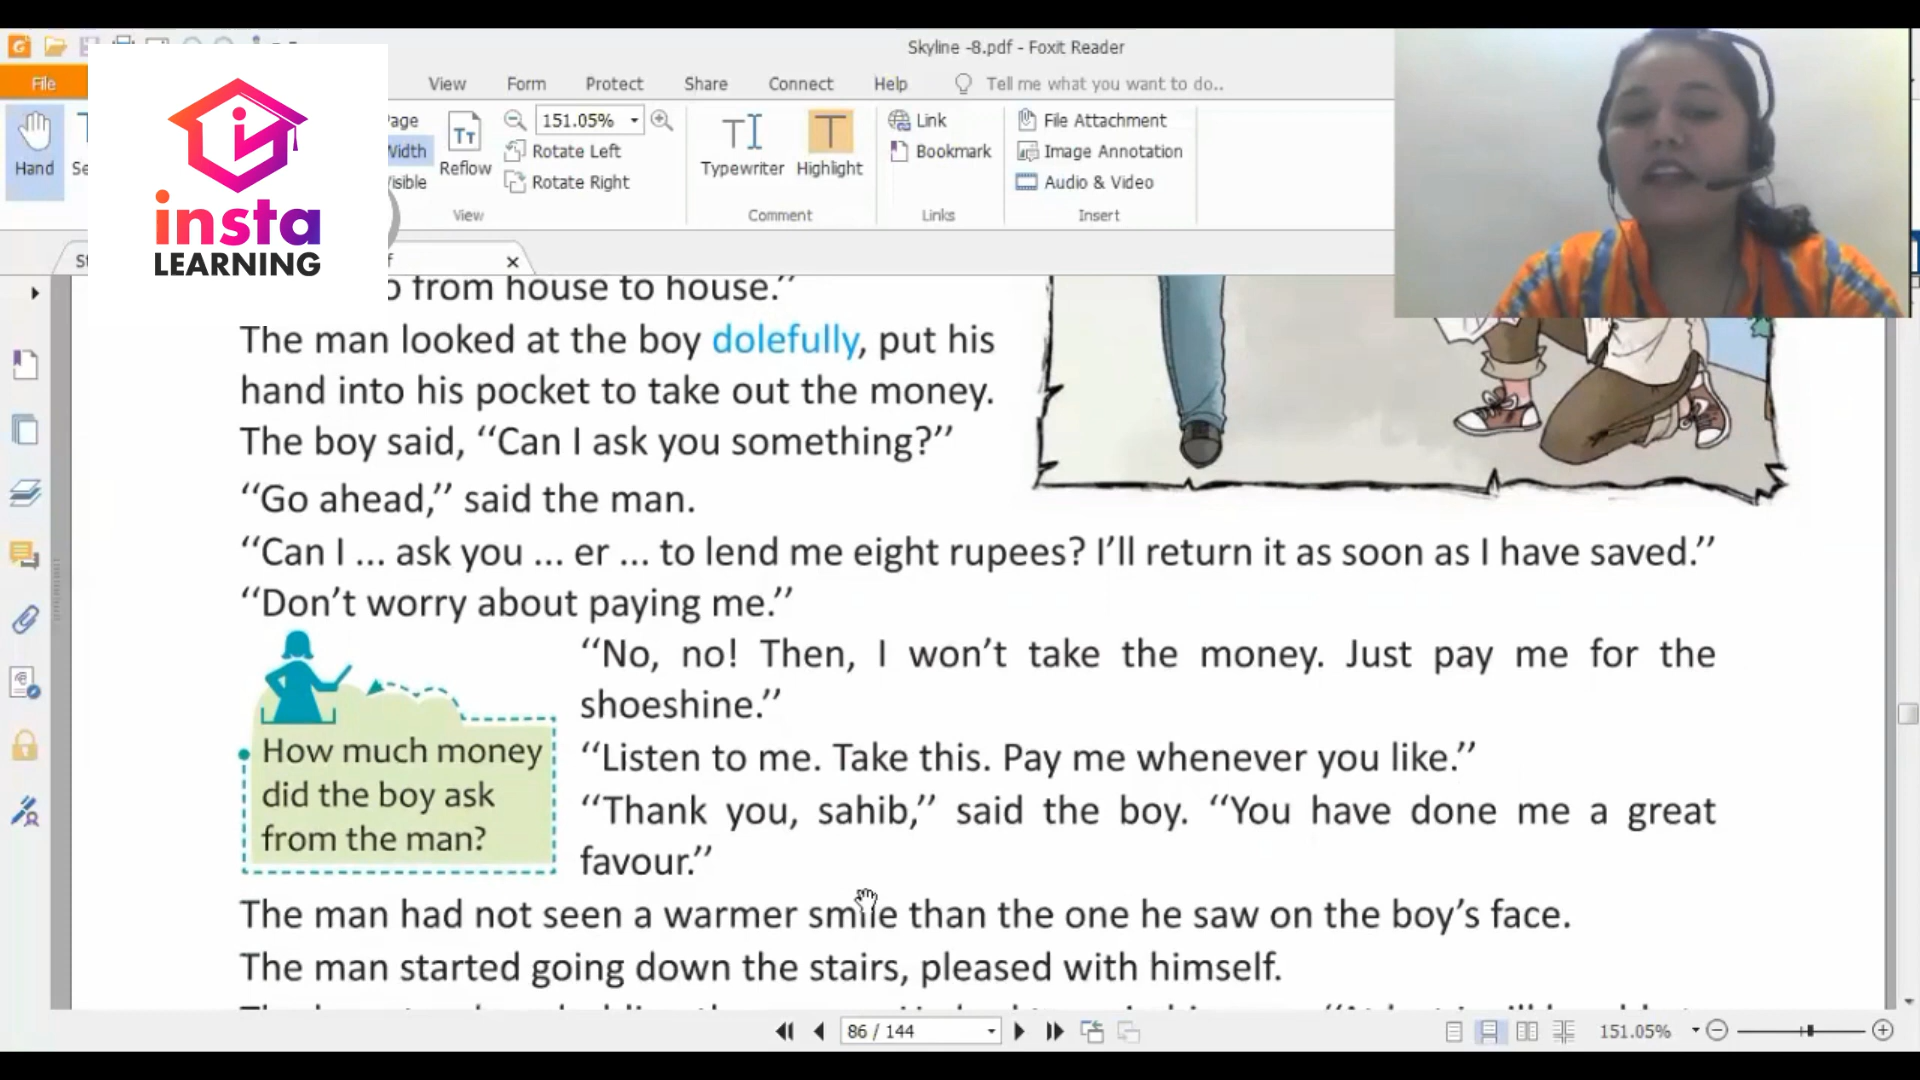 Skyline -8.pdf - Foxit Reader
File View Form Protect Share Connect Help Tell me what you want to do..
Hand
151.05%
Rotate Left
Rotate Right
Reflow
View
Typewriter Highlight
Comment
Link
Bookmark
Links
File Attachment
Image Annotation
Audio & Video
Insert
insta
LEARNING
from house to house.”
The man looked at the boy dolefully, put his
hand into his pocket to take out the money.
The boy said, “Can I ask you something?”
“Go ahead,” said the man.
“Can I ... ask you ... er ... to lend me eight rupees? I’ll return it as soon as I have saved.”
“Don’t worry about paying me.”
“No, no! Then, I won’t take the money. Just pay me for the
shoeshine.”
“Listen to me. Take this. Pay me whenever you like.”
“Thank you, sahib,” said the boy. “You have done me a great
favour.”
How much money
did the boy ask
from the man?
The man had not seen a warmer smile than the one he saw on the boy’s face.
The man started going down the stairs, pleased with himself.
86 / 144
151.05%